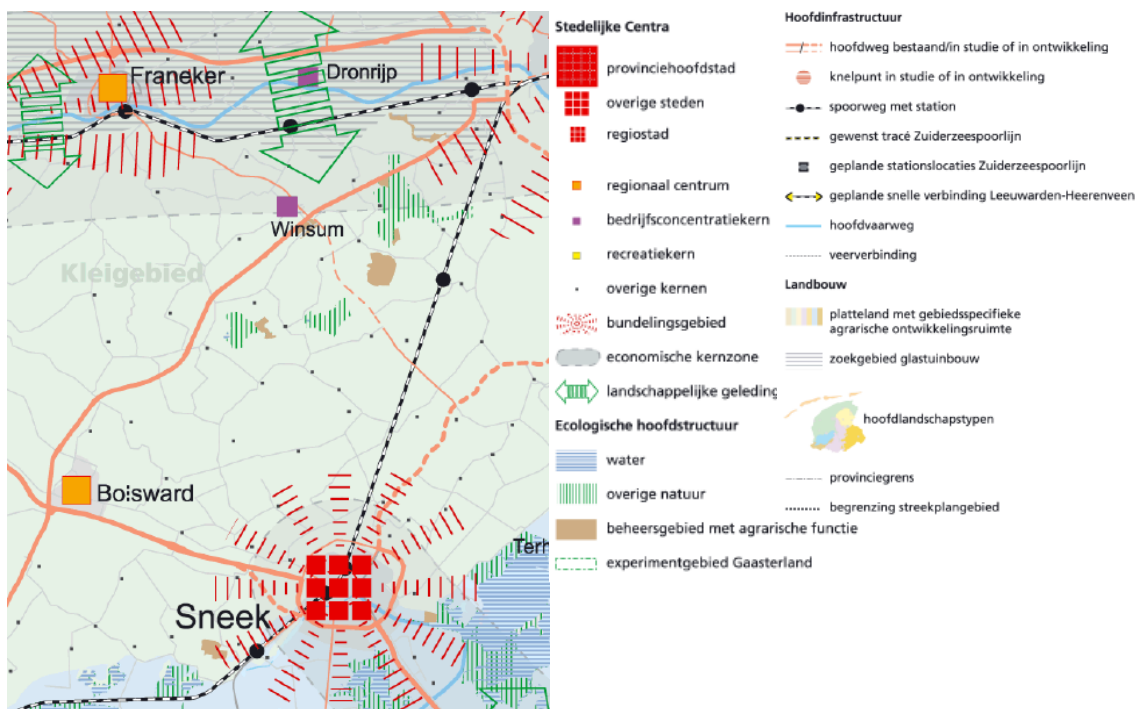 Franeker
Dronrijp
Winsum
Kleigebied
Bolsward
Sneek
Terh
Stedelijke Centra
provinciehoofdstad
overige steden
regiostad
regionaal centrum
bedrijfsconcentratiekern
recreatiekern
overige kernen
bundelingsgebied
economische kernzone
landschappelijke geleding
Ecologische hoofdstructuur
water
overige natuur
beheersgebied met agrarische functie
experimentgebied Gaasterland
Hoofdinfrastructuur
hoofdweg bestaand/in studie of in ontwikkeling
knelpunt in studie of in ontwikkeling
spoorweg met station
gewenst tracé Zuiderzeespoorlijn
geplande stationslocaties Zuiderzeespoorlijn
geplande snelle verbinding Leeuwarden-Heerenveen
hoofdvaarweg
veerverbinding
Landbouw
platteland met gebiedsspecifieke
agrarische ontwikkelingsruimte
zoekgebied glastuinbouw
hoofdlandschapstypen
provinciegrens
begrenzing streekplangebied